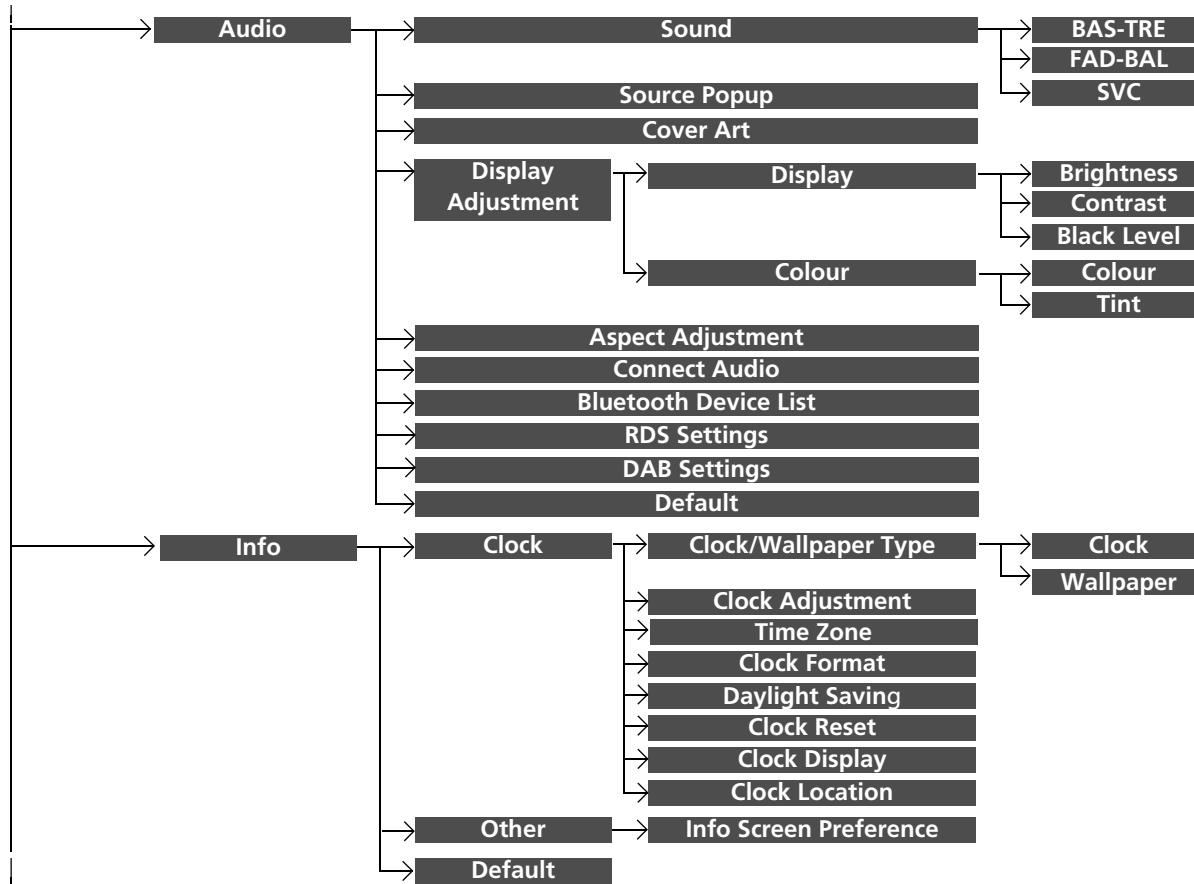 Audio
Sound
BAS-TRE
FAD-BAL
SVC
Source Popup
Cover Art
Display
Adjustment
Display
Brightness
Contrast
Black Level
Colour
Colour
Tint
Aspect Adjustment
Connect Audio
Bluetooth Device List
RDS Settings
DAB Settings
Default
Info
Clock
Clock/Wallpaper Type
Clock
Wallpaper
Clock Adjustment
Time Zone
Clock Format
Daylight Saving
Clock Reset
Clock Display
Clock Location
Other
Info Screen Preference
Default